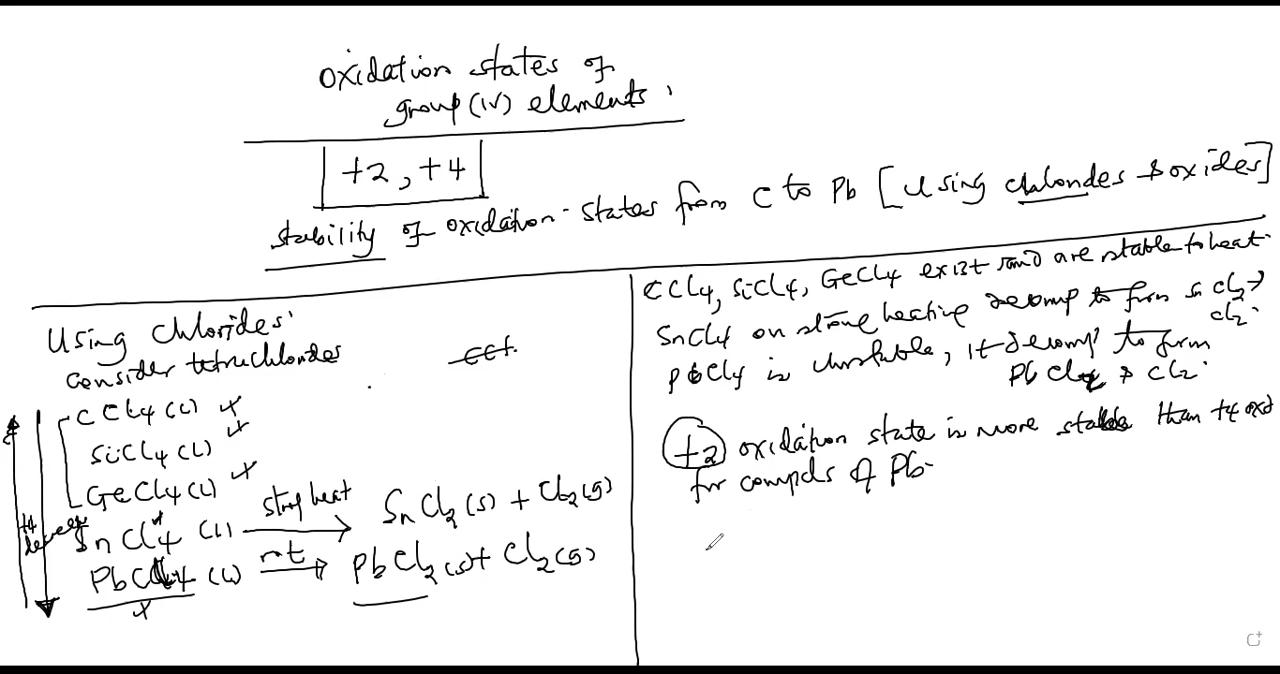 oxidation states of
group (iv) elements.
+2, +4
stability of oxidation-states from C to Pb [Using chlorides & oxides]
Using Chlorides
Consider tetrachlorides
CCl4 (l)
SiCl4 (l)
GeCl4 (l)
SnCl4 (l) strong heat → SnCl2 (s) + Cl2 (g)
PbCl4 (l) rt → PbCl2 (s) + Cl2 (g)
+4
CCl4, SiCl4, GeCl4 exist and are stable to heat.
SnCl4 on strong heating decomp to form SnCl2 →
Cl2.
PbCl4 is unstable, it decomp to form
PbCl2 & Cl2.
+2 oxidation state is more stable than +4 oxd
for compds of Pb